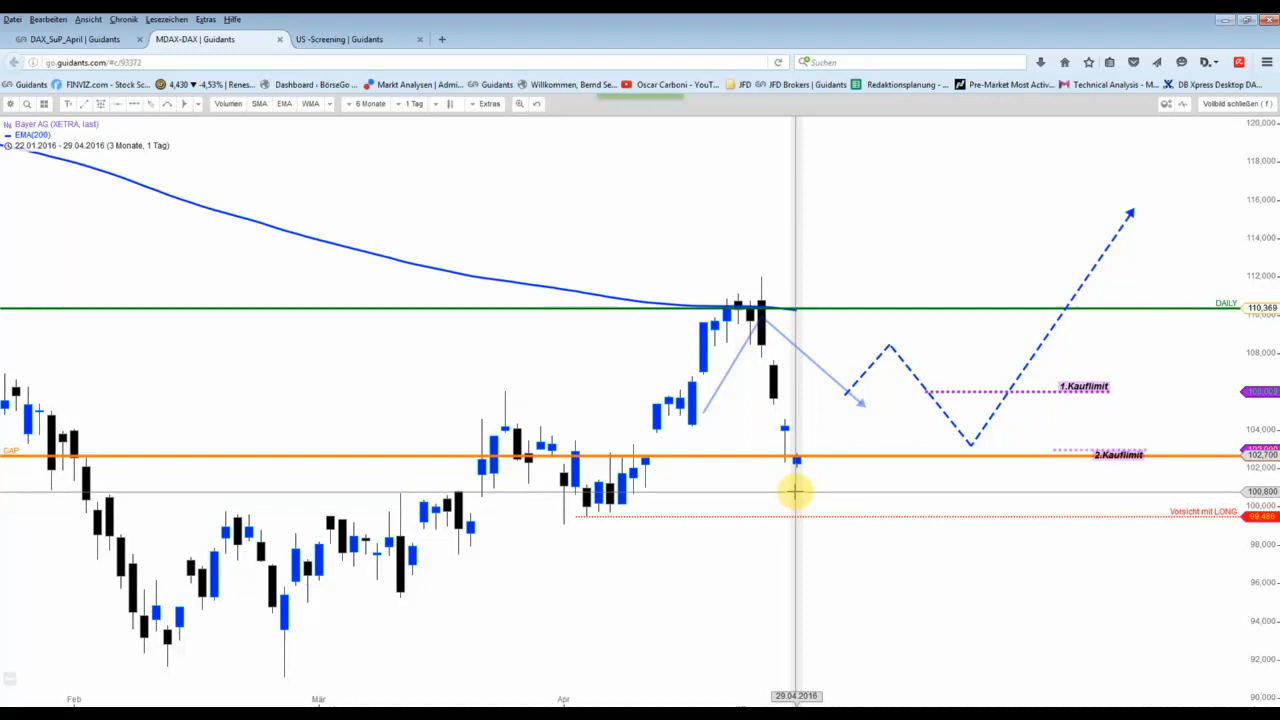 Datei Bearbeiten Ansicht Chronik Lesezeichen Extras Hilfe
DAX_SuP_April | Guidants × MDAX-DAX | Guidants × US -Screening | Guidants × +
go.guidants.com/#c/93372 Suchen
Guidants FINVIZ.com - Stock Sc... 4,430 ▾ -4,53% | Renes... Dashboard ‹ BörseGo ... Markt Analysen | Admi... Guidants Willkommen, Bernd Se... Oscar Carboni - YouT... JFD JFD Brokers | Guidants Redaktionsplanung - ... Pre-Market Most Activ... Technical Analysis - M... DB Xpress Desktop DA...
Volumen SMA EMA WMA 6 Monate 1 Tag Extras Vollbild schließen ( f )
Bayer AG (XETRA, last)
EMA(200)
22.01.2016 - 29.04.2016 (3 Monate, 1 Tag)
120,000
118,000
116,000
114,000
112,000
DAILY
110,369
108,000
1.Kauflimit
104,000
GAP
2.Kauflimit
102,700
102,000
100,800
100,000
Vorsicht mit LONG
99,486
98,000
96,000
94,000
92,000
90,000
Feb Mär Apr 29.04.2016